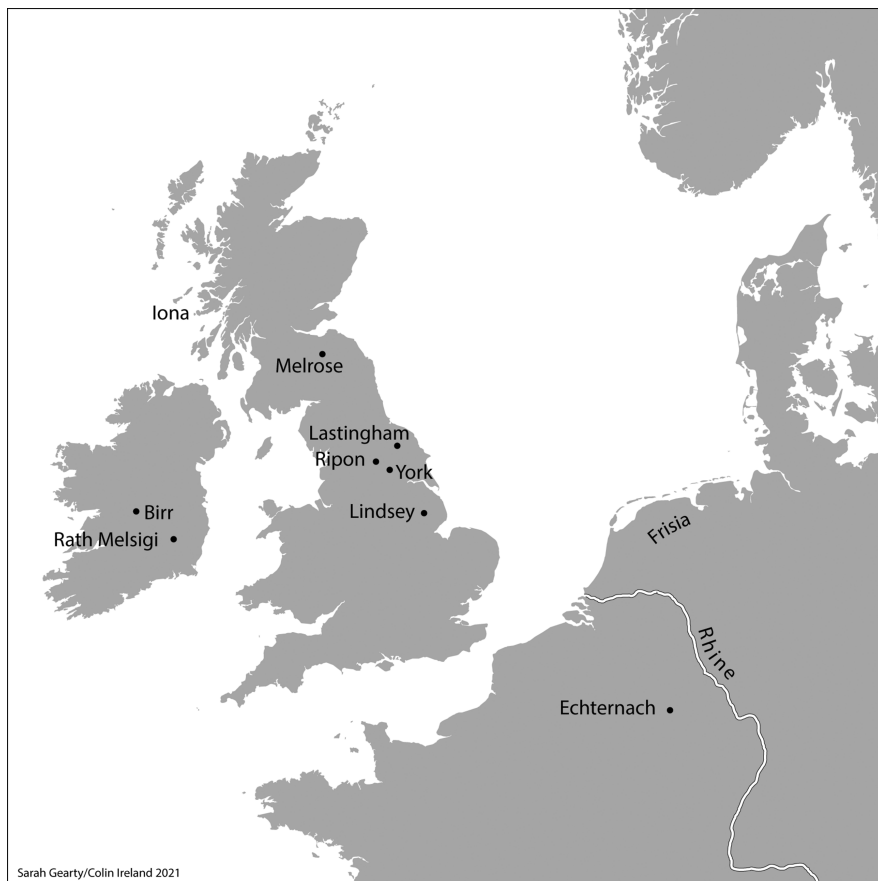 Iona
Melrose
Lastingham
Ripon
York
Lindsey
Birr
Rath Melsigi
Frisia
Rhine
Echternach
Sarah Gearty/Colin Ireland 2021